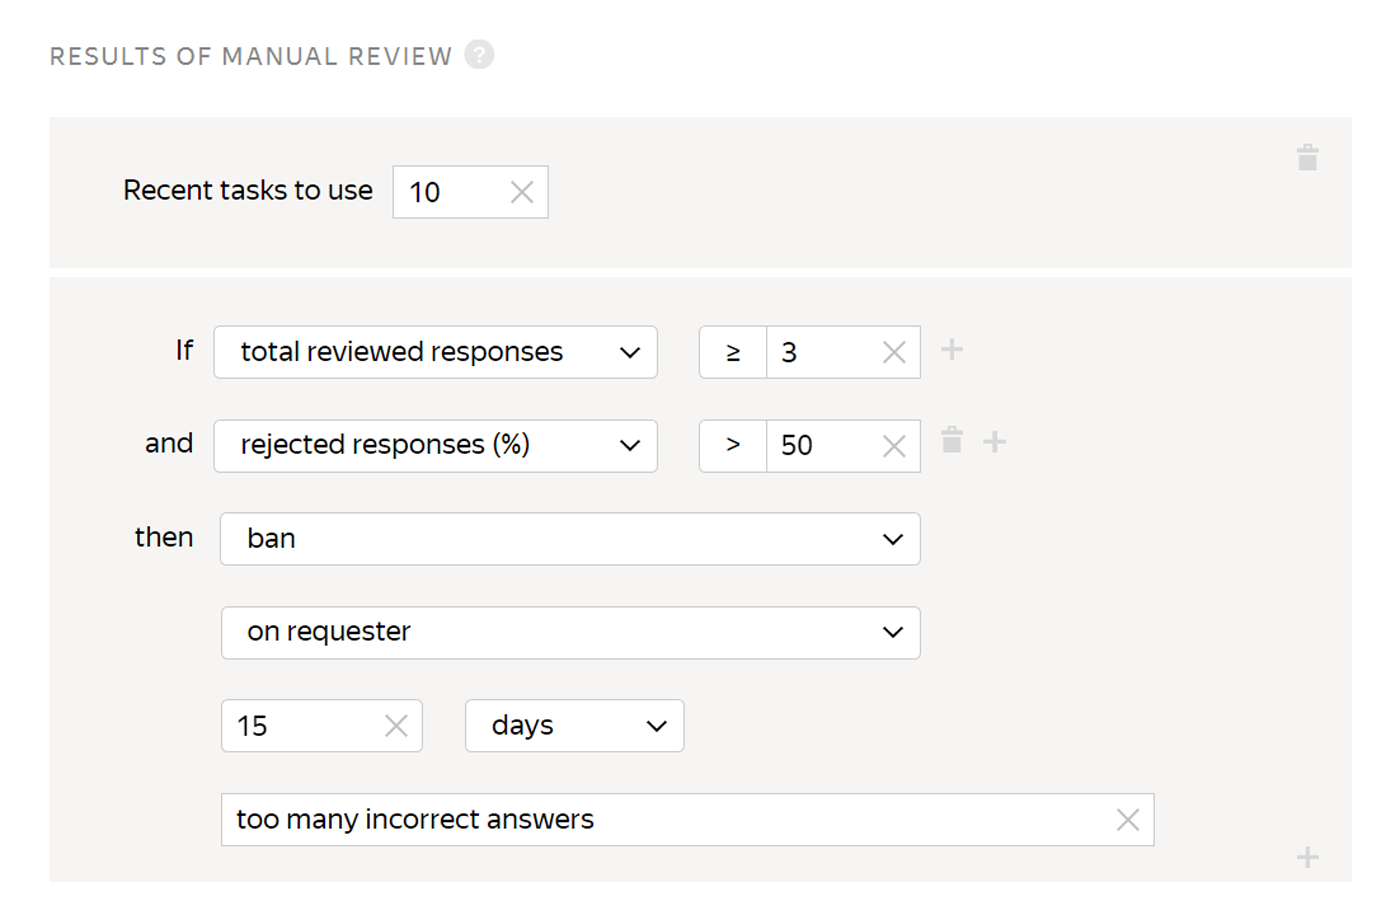 RESULTS OF MANUAL REVIEW ?
Recent tasks to use 10
If total reviewed responses ≥ 3
and rejected responses (%) > 50
then ban
on requester
15 days
too many incorrect answers